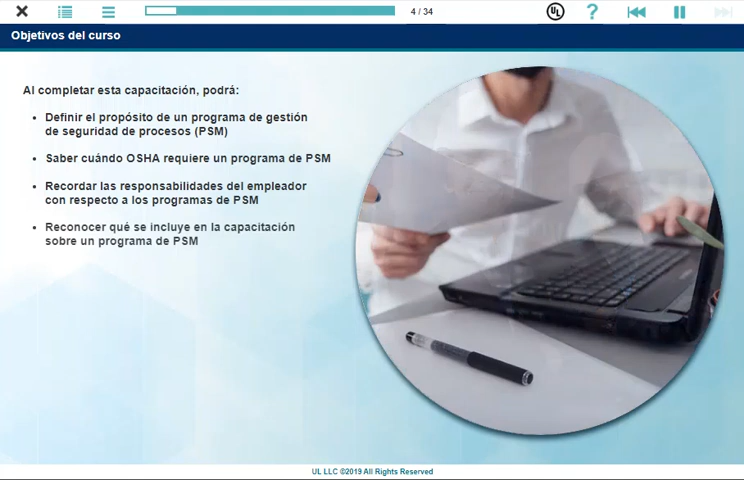 4 / 34
UL
?
Objetivos del curso
Al completar esta capacitación, podrá:
• Definir el propósito de un programa de gestión
de seguridad de procesos (PSM)
• Saber cuándo OSHA requiere un programa de PSM
• Recordar las responsabilidades del empleador
con respecto a los programas de PSM
• Reconocer qué se incluye en la capacitación
sobre un programa de PSM
UL LLC ©2019 All Rights Reserved